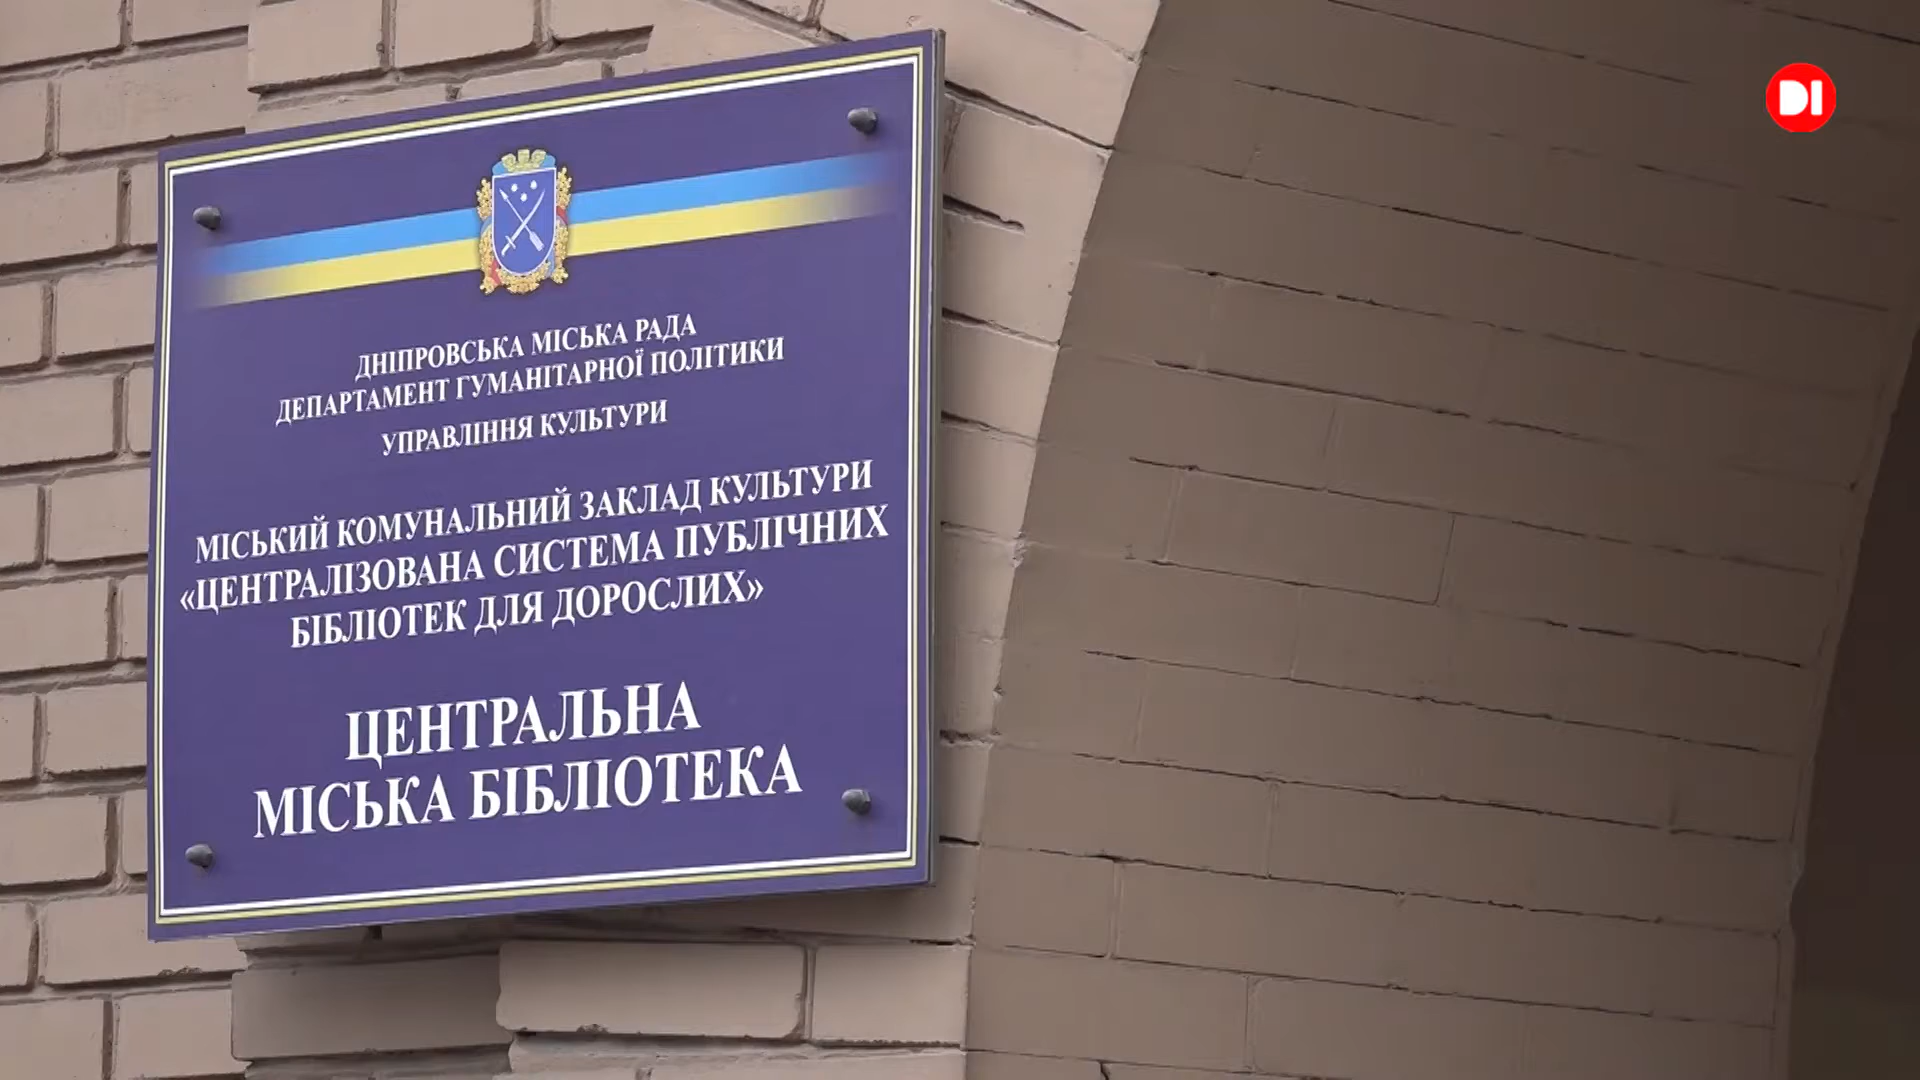 DI
ДНІПРОВСЬКА МІСЬКА РАДА
ДЕПАРТАМЕНТ ГУМАНІТАРНОЇ ПОЛІТИКИ
УПРАВЛІННЯ КУЛЬТУРИ
МІСЬКИЙ КОМУНАЛЬНИЙ ЗАКЛАД КУЛЬТУРИ
«ЦЕНТРАЛІЗОВАНА СИСТЕМА ПУБЛІЧНИХ
БІБЛІОТЕК ДЛЯ ДОРОСЛИХ»
ЦЕНТРАЛЬНА
МІСЬКА БІБЛІОТЕКА